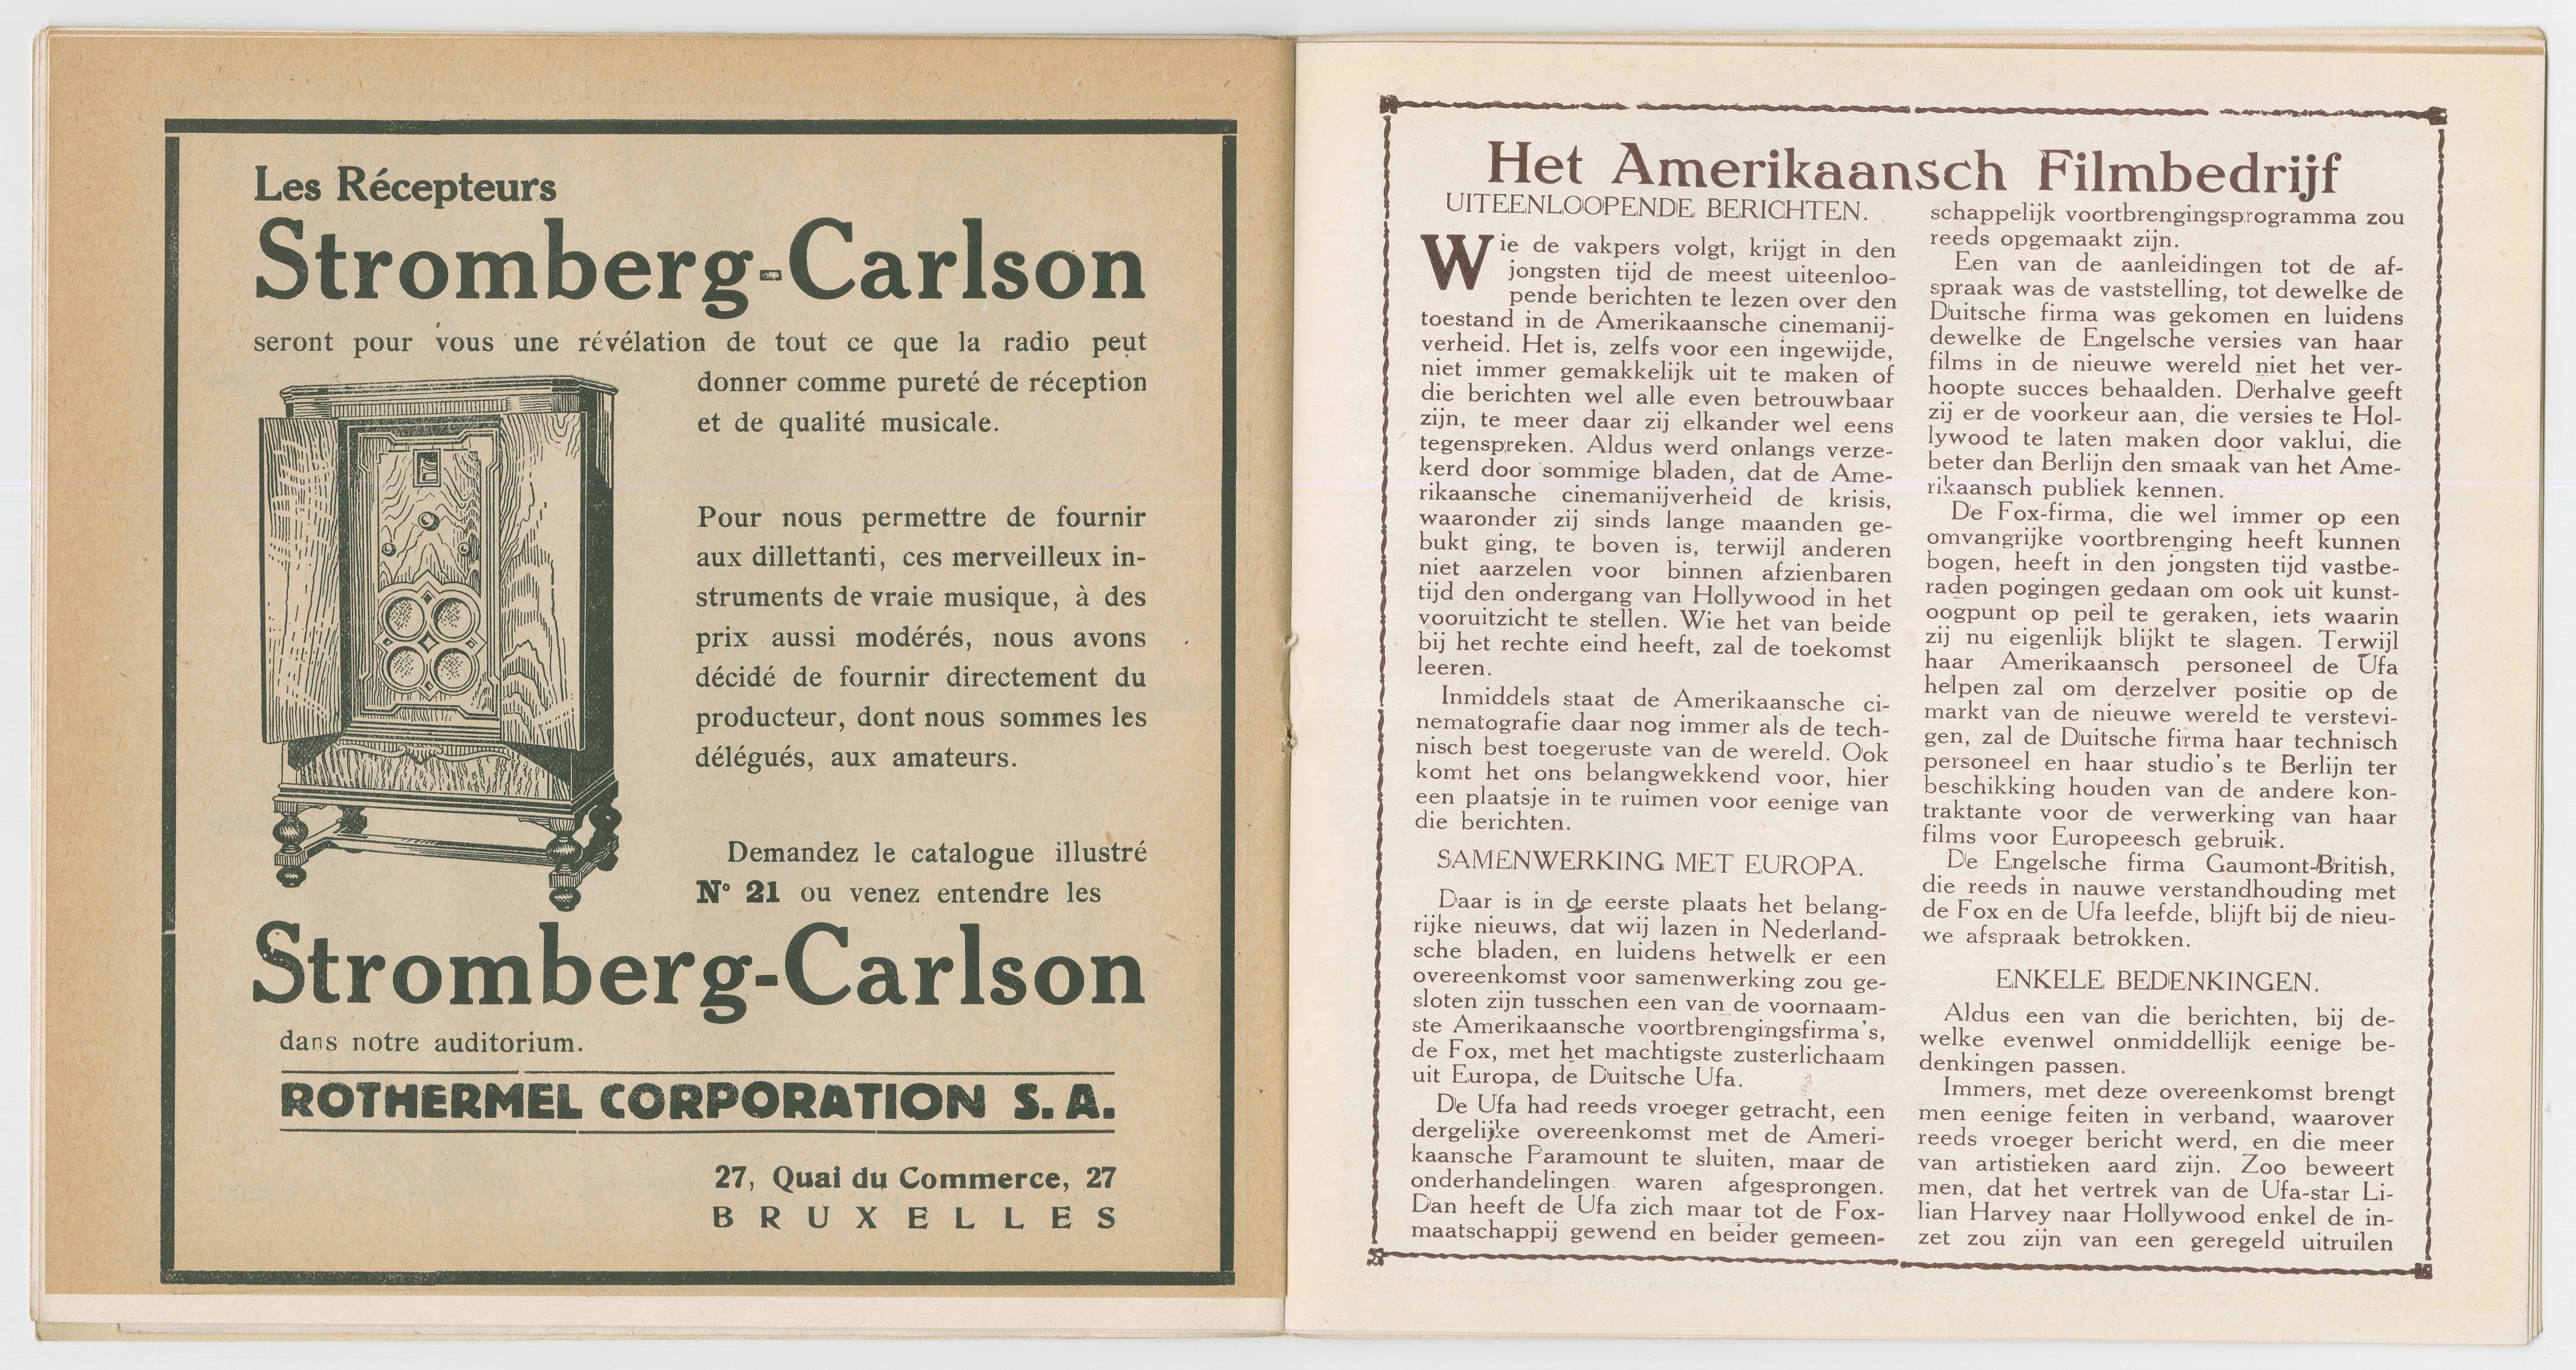 Les Récepteurs
Stromberg-Carlson
seront pour vous une révélation de tout ce que la radio peut
donner comme pureté de réception
et de qualité musicale.
Pour nous permettre de fournir
aux dillettanti, ces merveilleux in-
struments de vraie musique, à des
prix aussi modérés, nous avons
décidé de fournir directement du
producteur, dont nous sommes les
délégués, aux amateurs.
Demandez le catalogue illustré
N° 21 ou venez entendre les
Stromberg-Carlson
dans notre auditorium.
ROTHERMEL CORPORATION S. A.
27, Quai du Commerce, 27
BRUXELLES
Het Amerikaansch Filmbedrijf
UITEENLOOPENDE BERICHTEN.
Wie de vakpers volgt, krijgt in den
jongsten tijd de meest uiteenloo-
pende berichten te lezen over den
toestand in de Amerikaansche cinemanij-
verheid. Het is, zelfs voor een ingewijde,
niet immer gemakkelijk uit te maken of
die berichten wel alle even betrouwbaar
zijn, te meer daar zij elkander wel eens
tegenspreken. Aldus werd onlangs verze-
kerd door sommige bladen, dat de Ame-
rikaansche cinemanijverheid de krisis,
waaronder zij sinds lange maanden ge-
bukt ging, te boven is, terwijl anderen
niet aarzelen voor binnen afzienbaren
tijd den ondergang van Hollywood in het
vooruitzicht te stellen. Wie het van beide
bij het rechte eind heeft, zal de toekomst
leeren.
Inmiddels staat de Amerikaansche ci-
nematografie daar nog immer als de tech-
nisch best toegeruste van de wereld. Ook
komt het ons belangwekkend voor, hier
een plaatsje in te ruimen voor eenige van
die berichten.
SAMENWERKING MET EUROPA.
Daar is in de eerste plaats het belang-
rijke nieuws, dat wij lazen in Nederland-
sche bladen, en luidens hetwelk er een
overeenkomst voor samenwerking zou ge-
sloten zijn tusschen een van de voornaam-
ste Amerikaansche voortbrengingsfirma's,
de Fox, met het machtigste zusterlichaam
uit Europa, de Duitsche Ufa.
De Ufa had reeds vroeger getracht, een
dergelijke overeenkomst met de Ameri-
kaansche Paramount te sluiten, maar de
onderhandelingen waren afgesprongen.
Dan heeft de Ufa zich maar tot de Fox-
maatschappij gewend en beider gemeen-
schappelijk voortbrengingsprogramma zou
reeds opgemaakt zijn.
Een van de aanleidingen tot de af-
spraak was de vaststelling, tot dewelke de
Duitsche firma was gekomen en luidens
dewelke de Engelsche versies van haar
films in de nieuwe wereld niet het ver-
hoopte succes behaalden. Derhalve geeft
zij er de voorkeur aan, die versies te Hol-
lywood te laten maken door vaklui, die
beter dan Berlijn den smaak van het Ame-
rikaansch publiek kennen.
De Fox-firma, die wel immer op een
omvangrijke voortbrenging heeft kunnen
bogen, heeft in den jongsten tijd vastbe-
raden pogingen gedaan om ook uit kunst-
oogpunt op peil te geraken, iets waarin
zij nu eigenlijk blijkt te slagen. Terwijl
haar Amerikaansch personeel de Ufa
helpen zal om derzelver positie op de
markt van de nieuwe wereld te verstevi-
gen, zal de Duitsche firma haar technisch
personeel en haar studio's te Berlijn ter
beschikking houden van de andere kon-
traktante voor de verwerking van haar
films voor Europeesch gebruik.
De Engelsche firma Gaumont-British,
die reeds in nauwe verstandhouding met
de Fox en de Ufa leefde, blijft bij de nieu-
we afspraak betrokken.
ENKELE BEDENKINGEN.
Aldus een van die berichten, bij de-
welke evenwel onmiddellijk eenige be-
denkingen passen.
Immers, met deze overeenkomst brengt
men eenige feiten in verband, waarover
reeds vroeger bericht werd, en die meer
van artistieken aard zijn. Zoo beweert
men, dat het vertrek van de Ufa-star Li-
lian Harvey naar Hollywood enkel de in-
zet zou zijn van een geregeld uitruilen